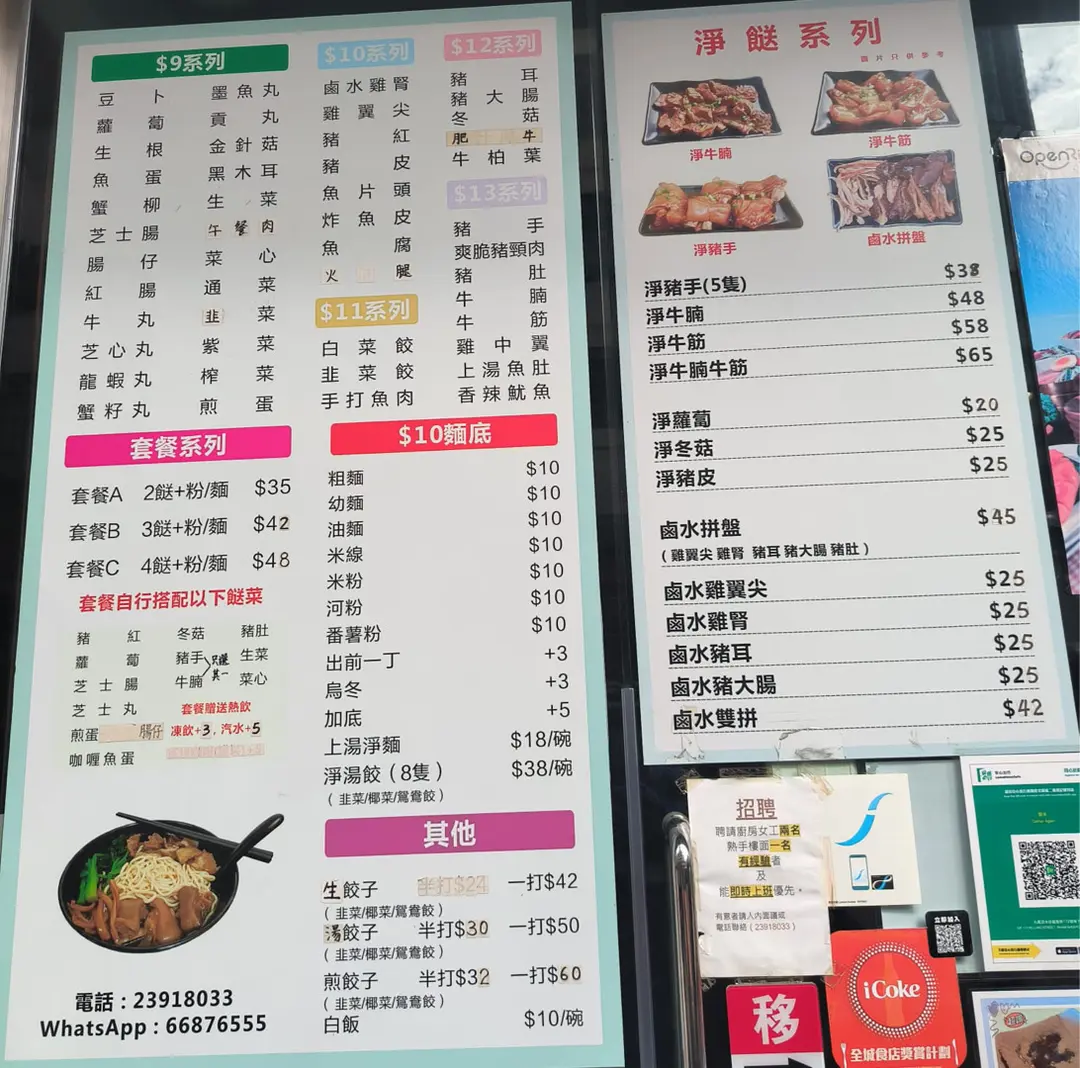 $9系列
豆卜
蘿蔔
生根
魚蛋
蟹柳
芝士腸
腸仔
紅腸
牛丸
芝心丸
龍蝦丸
蟹籽丸
墨魚丸
貢丸
金針菇
黑木耳
生菜
午餐肉
菜心
通菜
韭菜
紫菜
榨菜
煎蛋
$10系列
鹵水雞腎
雞翼尖
豬紅
豬皮
魚片頭
炸魚皮
魚腐
火腿
$11系列
白菜餃
韭菜餃
手打魚肉
$12系列
豬耳
豬大腸
冬菇
肥牛
牛柏葉
$13系列
豬手
爽脆豬頸肉
豬肚
牛腩
牛筋
雞中翼
上湯魚肚
香辣魷魚
套餐系列
套餐A 2餸+粉/麵 $35
套餐B 3餸+粉/麵 $42
套餐C 4餸+粉/麵 $48
套餐自行搭配以下餸菜
豬紅 冬菇 豬肚
蘿蔔 豬手 只選其一 生菜
芝士腸 牛腩 菜心
芝士丸 套餐贈送熱飲
煎蛋 腸仔 凍飲+3, 汽水+5
咖喱魚蛋
電話：23918033
WhatsApp：66876555
$10麵底
粗麵 $10
幼麵 $10
油麵 $10
米線 $10
米粉 $10
河粉 $10
番薯粉 $10
出前一丁 +3
烏冬 +3
加底 +5
上湯淨麵 $18/碗
淨湯餃（8隻） $38/碗
（韭菜/椰菜/鴛鴦餃）
其他
生餃子 半打$24 一打$42
（韭菜/椰菜/鴛鴦餃）
湯餃子 半打$30 一打$50
（韭菜/椰菜/鴛鴦餃）
煎餃子 半打$32 一打$60
（韭菜/椰菜/鴛鴦餃）
白飯 $10/碗
淨餸系列
圖片只供參考
淨牛腩
淨牛筋
淨豬手
鹵水拼盤
淨豬手(5隻) $38
淨牛腩 $48
淨牛筋 $58
淨牛腩牛筋 $65
淨蘿蔔 $20
淨冬菇 $25
淨豬皮 $25
鹵水拼盤 $45
（雞翼尖 雞腎 豬耳 豬大腸 豬肚）
鹵水雞翼尖 $25
鹵水雞腎 $25
鹵水豬耳 $25
鹵水豬大腸 $25
鹵水雙拼 $42
招聘
聘請廚房女工兩名
熟手樓面一名
有經驗者
及
能即時上班優先。
有意者請人內面議或
電話聯絡（23918033）
立即加入
iCoke
全城食店獎賞計劃
移